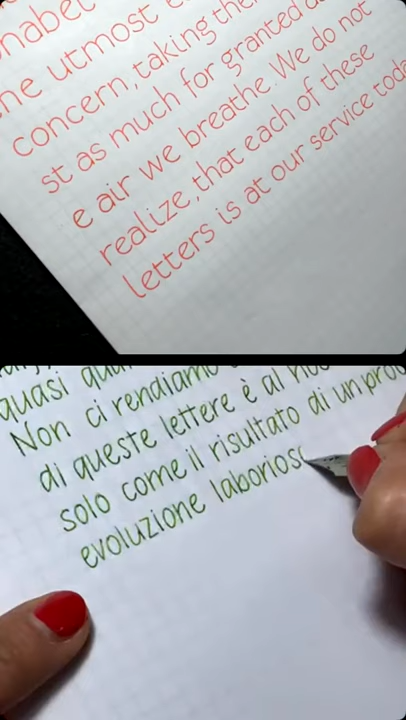 the utmost
concern, taking
st as much for granted
e air we breathe. We do not
realize, that each of these
letters is at our service
quasi
Non ci rendiamo
di queste lettere è al
solo come il risultato di un
evoluzione laborios